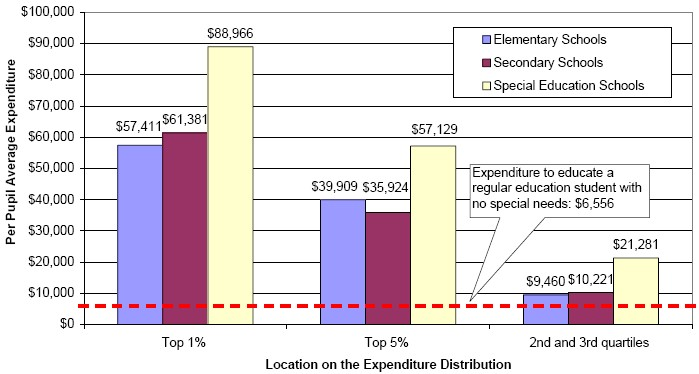 $100,000
$90,000
$80,000
$70,000
$60,000
$50,000
$40,000
$30,000
$20,000
$10,000
$0
Per Pupil Average Expenditure
$88,966
$57,411
$61,381
$39,909
$35,924
$57,129
$9,460
$10,221
$21,281
Elementary Schools
Secondary Schools
Special Education Schools
Expenditure to educate a
regular education student with
no special needs: $6,556
Top 1%
Top 5%
2nd and 3rd quartiles
Location on the Expenditure Distribution